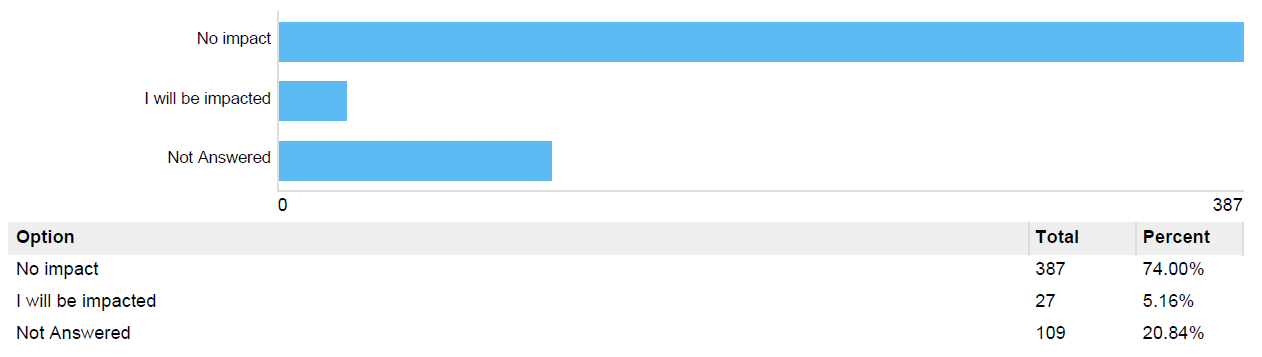 No impact
I will be impacted
Not Answered
0 387
Option Total Percent
No impact 387 74.00%
I will be impacted 27 5.16%
Not Answered 109 20.84%